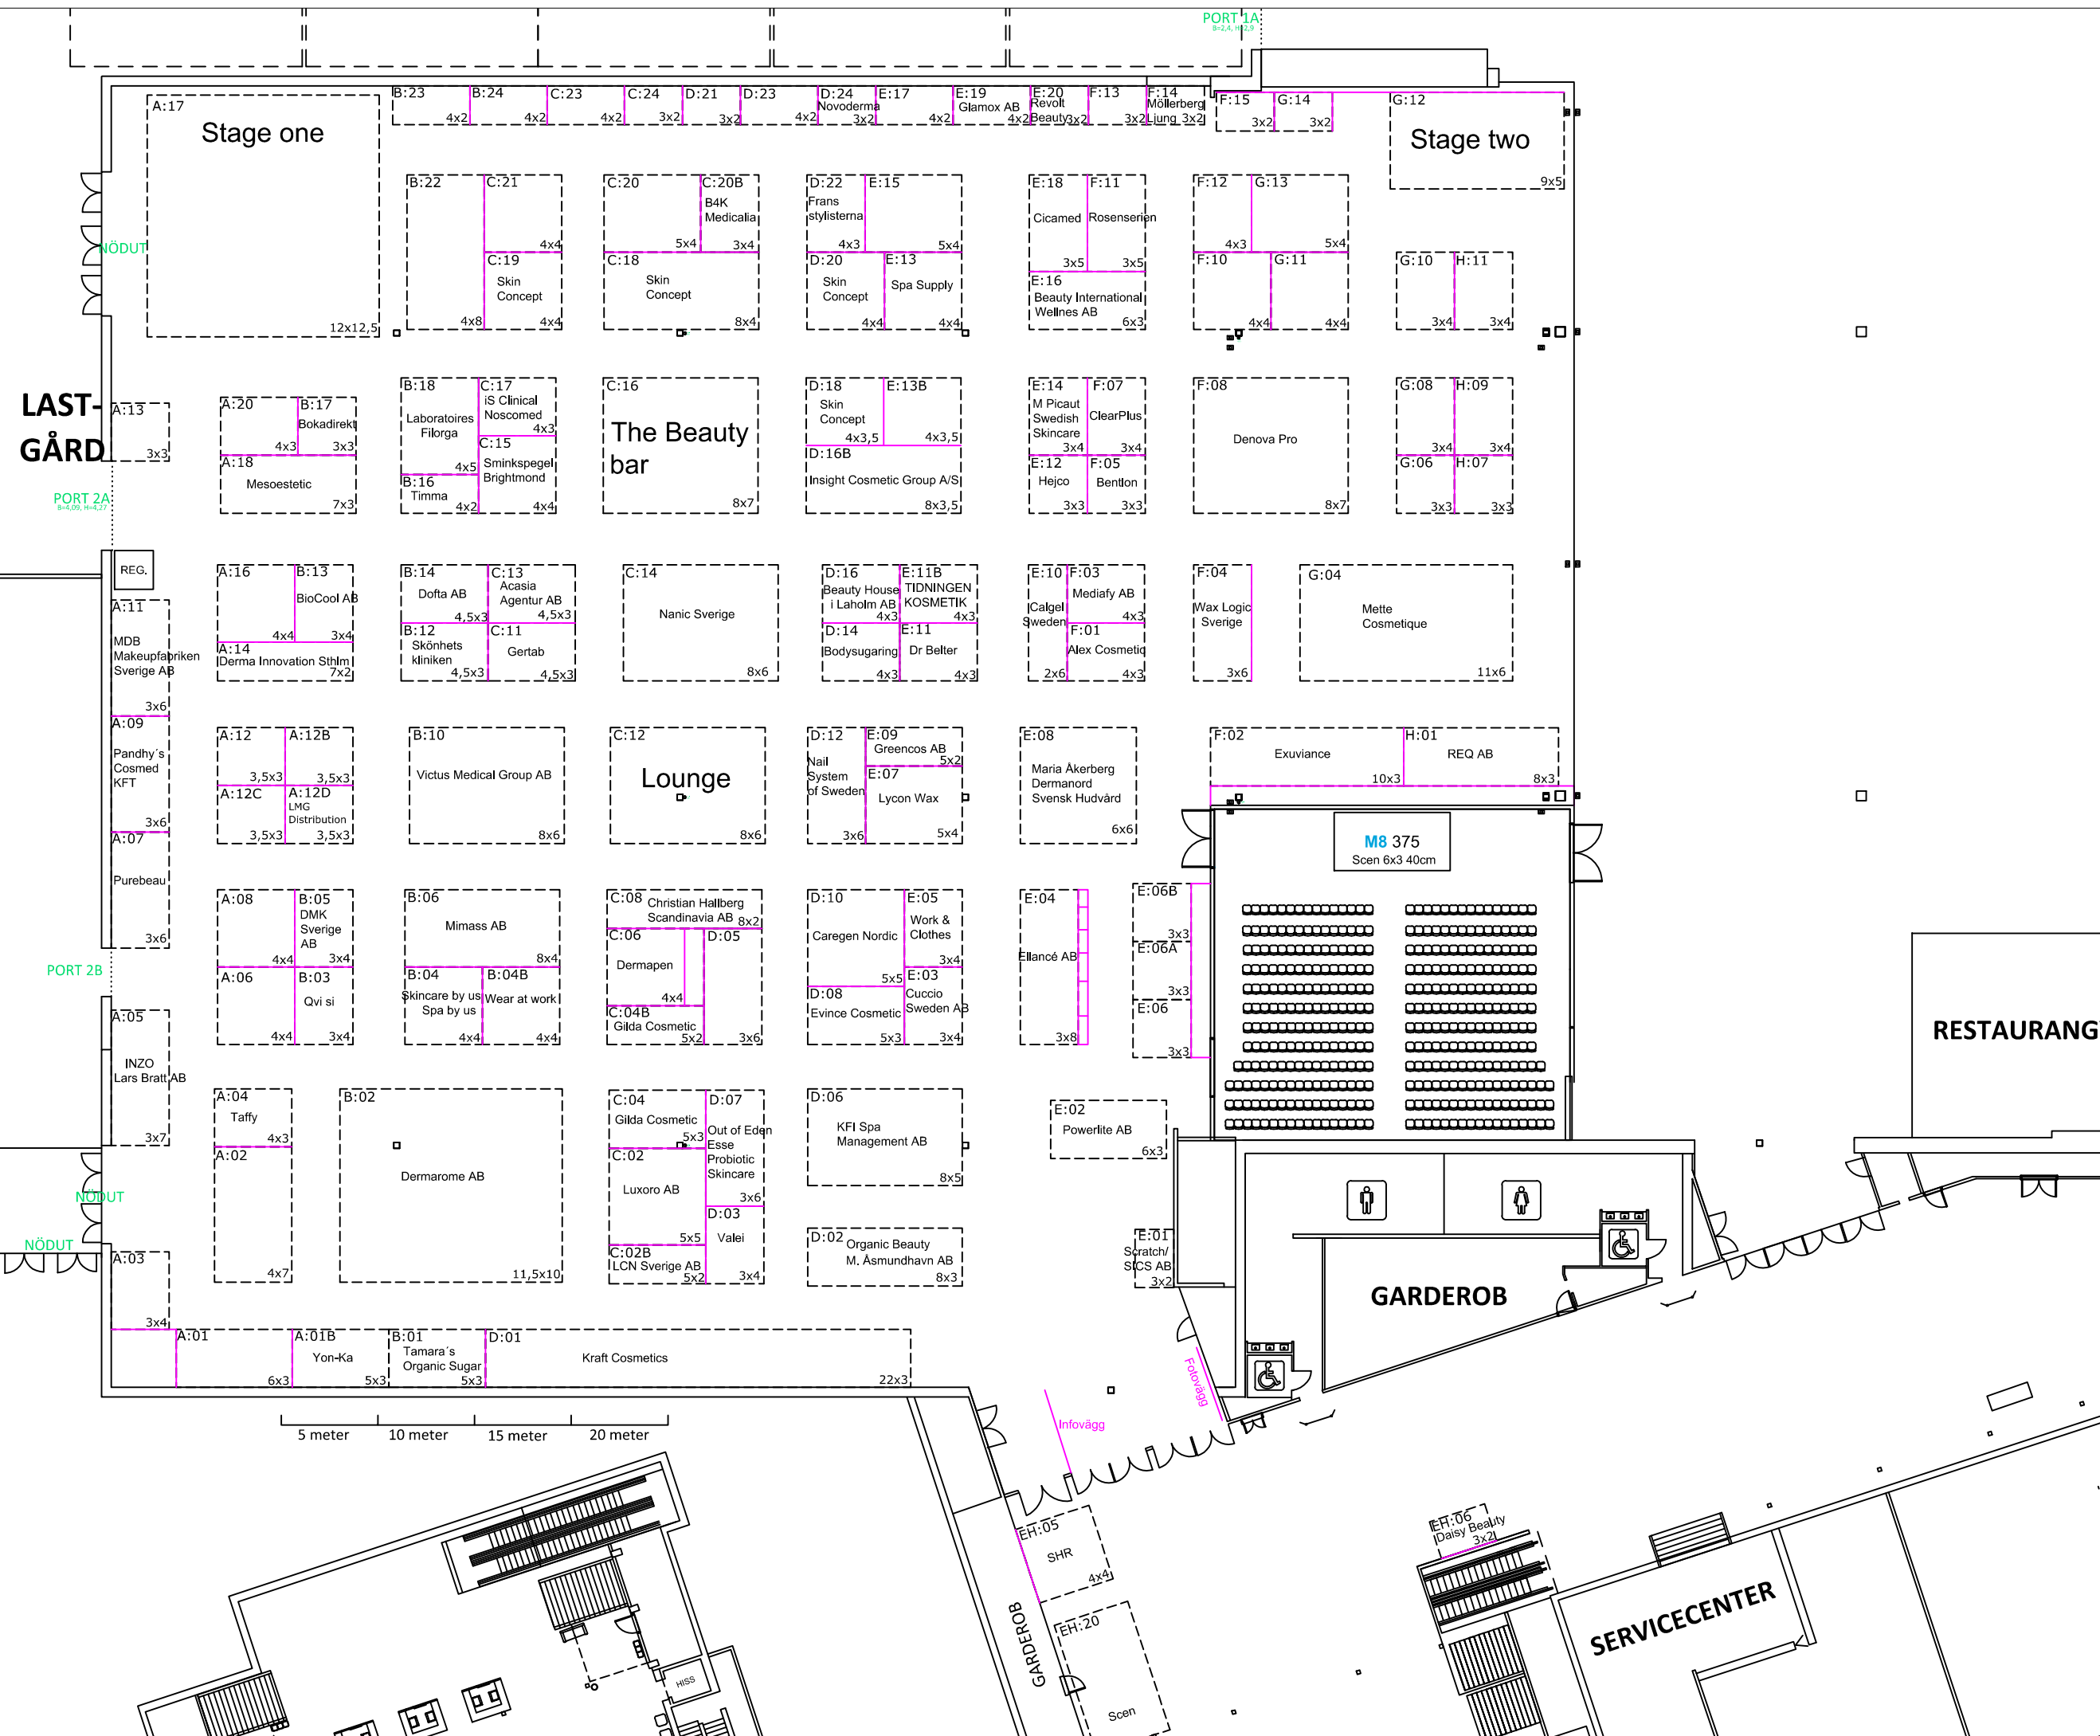 PORT 1A
B=2,4, H=2,9
A:17
Stage one
12x12,5
B:23
4x2
B:24
4x2
C:23
4x2
C:24
3x2
D:21
3x2
D:23
4x2
D:24
Novoderma
3x2
E:17
4x2
E:19
Glamox AB
4x2
E:20
Revolt
Beauty
3x2
F:13
3x2
F:14
Möllerberg
Ljung 3x2
F:15
3x2
G:14
3x2
G:12
Stage two
9x5
NÖDUT
B:22
4x8
C:21
4x4
C:19
Skin
Concept
4x4
C:20
5x4
C:20B
B4K
Medicalia
3x4
C:18
Skin
Concept
8x4
D:22
Frans
stylisterna
4x3
E:15
5x4
D:20
Skin
Concept
4x4
E:13
Spa Supply
4x4
E:18
Cicamed
3x5
F:11
Rosenserien
3x5
E:16
Beauty International
Wellnes AB
6x3
F:12
4x3
G:13
5x4
F:10
4x4
G:11
4x4
G:10
3x4
H:11
3x4
LAST-
GÅRD
A:13
3x3
A:20
4x3
B:17
Bokadirekt
3x3
A:18
Mesoestetic
7x3
B:18
Laboratoires
Filorga
4x5
B:16
Timma
4x2
C:17
iS Clinical
Noscomed
4x3
C:15
Sminkspegel
Brightmond
4x4
C:16
The Beauty
bar
8x7
D:18
Skin
Concept
4x3,5
E:13B
4x3,5
D:16B
Insight Cosmetic Group A/S
8x3,5
E:14
M Picaut
Swedish
Skincare
3x4
F:07
ClearPlus
3x4
E:12
Hejco
3x3
F:05
Bentlon
3x3
F:08
Denova Pro
8x7
G:08
3x4
H:09
3x4
G:06
3x3
H:07
3x3
PORT 2A
B=4,09, H=4,27
REG.
A:11
MDB
Makeupfabriken
Sverige AB
3x6
A:16
4x4
B:13
BioCool AB
3x4
A:14
Derma Innovation Sthlm
7x2
B:14
Dofta AB
4,5x3
C:13
Acasia
Agentur AB
4,5x3
B:12
Skönhets
kliniken
4,5x3
C:11
Gertab
4,5x3
C:14
Nanic Sverige
8x6
D:16
Beauty House
i Laholm AB
4x3
E:11B
TIDNINGEN
KOSMETIK
4x3
D:14
Bodysugaring
4x3
E:11
Dr Belter
4x3
E:10
Calgel
Sweden
2x6
F:03
Mediafy AB
4x3
F:01
Alex Cosmetic
4x3
F:04
Wax Logic
Sverige
3x6
G:04
Mette
Cosmetique
11x6
A:09
Pandhy´s
Cosmed
KFT
3x6
A:12
3,5x3
A:12B
3,5x3
A:12C
3,5x3
A:12D
LMG
Distribution
3,5x3
B:10
Victus Medical Group AB
8x6
C:12
Lounge
8x6
D:12
Nail
System
of Sweden
3x6
E:09
Greencos AB
5x2
E:07
Lycon Wax
5x4
E:08
Maria Åkerberg
Dermanord
Svensk Hudvård
6x6
F:02
Exuviance
10x3
H:01
REQ AB
8x3
M8 375
Scen 6x3 40cm
A:07
Purebeau
3x6
A:08
4x4
B:05
DMK
Sverige
AB
3x4
A:06
4x4
B:03
Qvi si
3x4
B:06
Mimass AB
8x4
B:04
Skincare by us
Spa by us
4x4
B:04B
Wear at work
4x4
C:08
Christian Hallberg
Scandinavia AB
8x2
C:06
Dermapen
4x4
D:05
3x6
C:04B
Gilda Cosmetic
5x2
D:10
Caregen Nordic
5x5
E:05
Work &
Clothes
3x4
D:08
Evince Cosmetic
5x3
E:03
Cuccio
Sweden AB
3x4
E:04
Ellancé AB
3x8
E:06B
3x3
E:06A
3x3
E:06
3x3
PORT 2B
RESTAURANG
A:05
INZO
Lars Bratt AB
3x7
A:04
Taffy
4x3
A:02
4x7
B:02
Dermarome AB
11,5x10
C:04
Gilda Cosmetic
5x3
C:02
Luxoro AB
5x5
C:02B
LCN Sverige AB
5x2
D:07
Out of Eden
Esse
Probiotic
Skincare
3x6
D:03
Valei
3x4
D:06
KFI Spa
Management AB
8x5
D:02
Organic Beauty
M. Åsmundhavn AB
8x3
E:02
Powerlite AB
6x3
E:01
Scratch/
SICS AB
3x2
NÖDUT
NÖDUT
A:03
3x4
A:01
6x3
A:01B
Yon-Ka
5x3
B:01
Tamara´s
Organic Sugar
5x3
D:01
Kraft Cosmetics
22x3
GARDEROB
Fotovägg
Infovägg
5 meter
10 meter
15 meter
20 meter
EH:05
SHR
4x4
EH:06
Daisy Beauty
3x2
EH:20
Scen
GARDEROB
SERVICECENTER
HISS